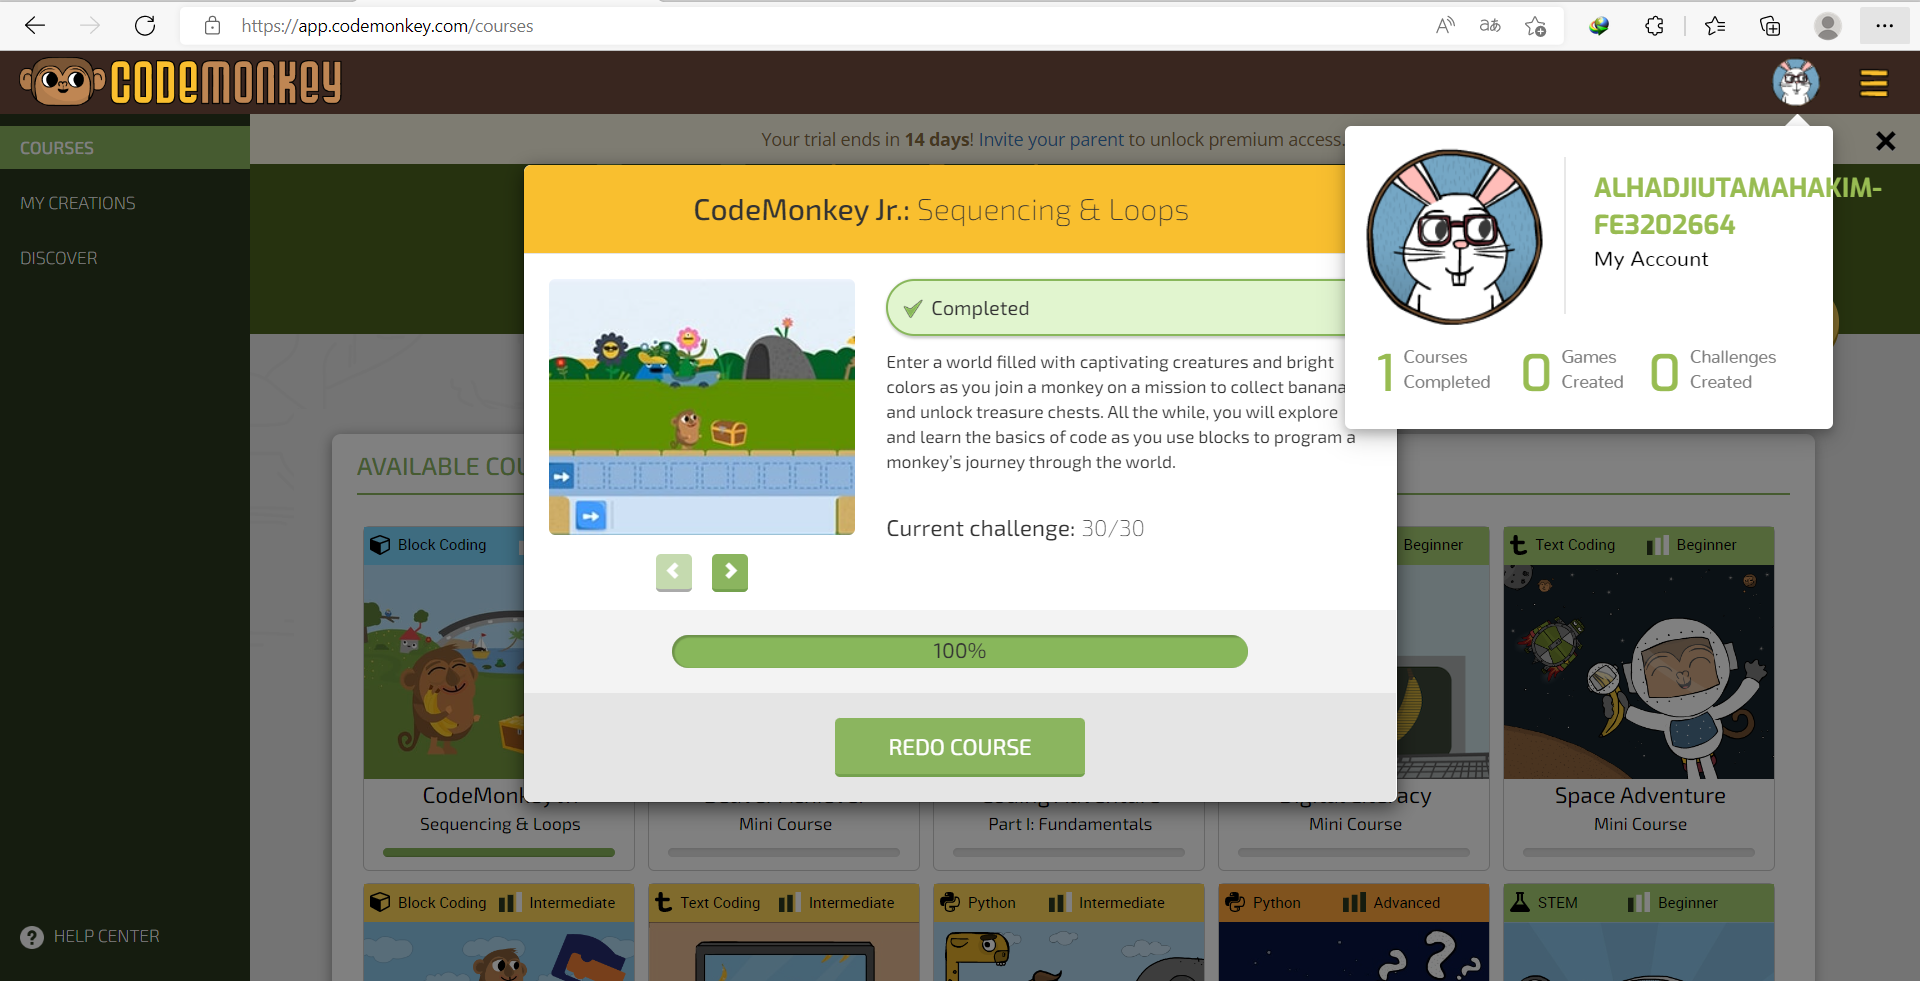 https://app.codemonkey.com/courses
CODEMONKEY
COURSES
MY CREATIONS
DISCOVER
HELP CENTER
Your trial ends in 14 days! Invite your parent to unlock premium access.
ALHADJIUTAMAHAKIM-
FE3202664
My Account
1 Courses Completed
0 Games Created
0 Challenges Created
CodeMonkey Jr.: Sequencing & Loops
Completed
Enter a world filled with captivating creatures and bright
colors as you join a monkey on a mission to collect banana
and unlock treasure chests. All the while, you will explore
and learn the basics of code as you use blocks to program a
monkey's journey through the world.
Current challenge: 30/30
100%
REDO COURSE
AVAILABLE COU
Block Coding
Beginner
Text Coding Beginner
Sequencing & Loops
Mini Course
Part I: Fundamentals
Mini Course
Space Adventure
Mini Course
Block Coding Intermediate
Text Coding Intermediate
Python Intermediate
Python Advanced
STEM Beginner